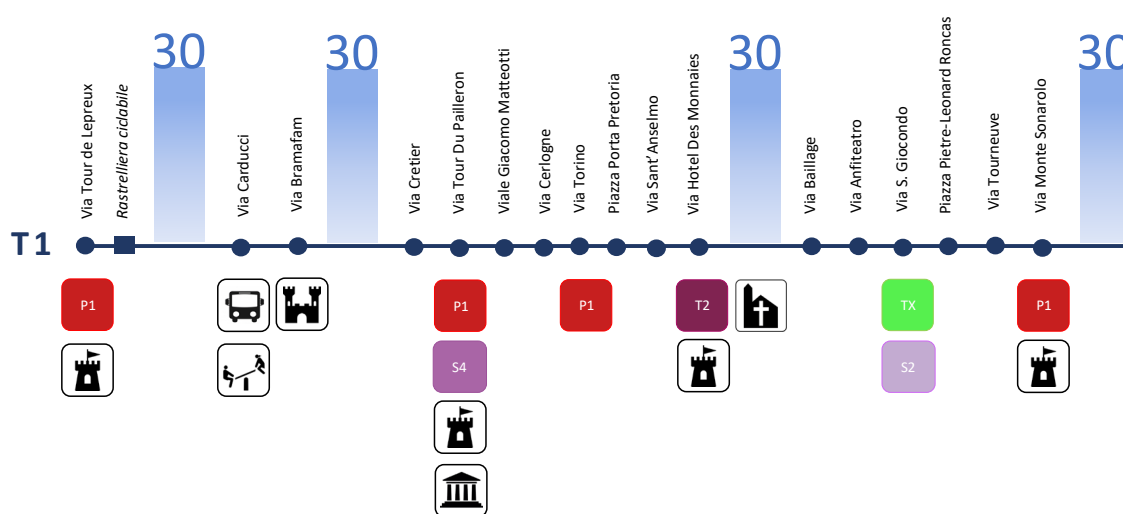 30
30
30
30
Via Tour de Lepreux
Rastrelliera ciclabile
Via Carducci
Via Bramafam
Via Cretier
Via Tour Du Pailleron
Viale Giacomo Matteotti
Via Cerlogne
Via Torino
Piazza Porta Pretoria
Via Sant'Anselmo
Via Hotel Des Monnaies
Via Baillage
Via Anfiteatro
Via S. Giocondo
Piazza Pietre-Leonard Roncas
Via Tourneuve
Via Monte Sonarolo
T1
P1
P1
P1
T2
TX
P1
S4
S2